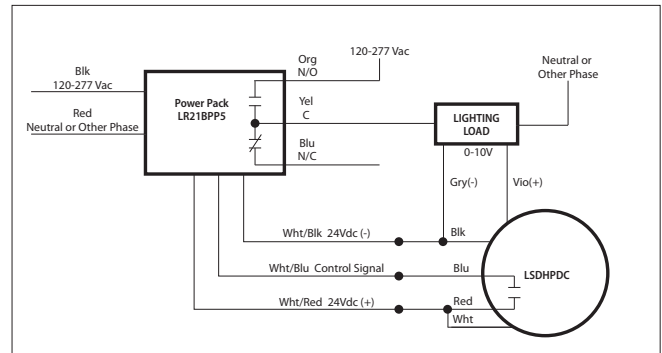 Blk
120-277 Vac
Red
Neutral or Other Phase
Power Pack
LR21BPP5
Org
N/O
120-277 Vac
Yel
C
Blu
N/C
LIGHTING
LOAD
0-10V
Neutral or
Other Phase
Gry(-)
Vio(+)
Wht/Blk 24Vdc (-)
Blk
Wht/Blu Control Signal
Blu
LSDHPDC
Wht/Red 24Vdc (+)
Red
Wht